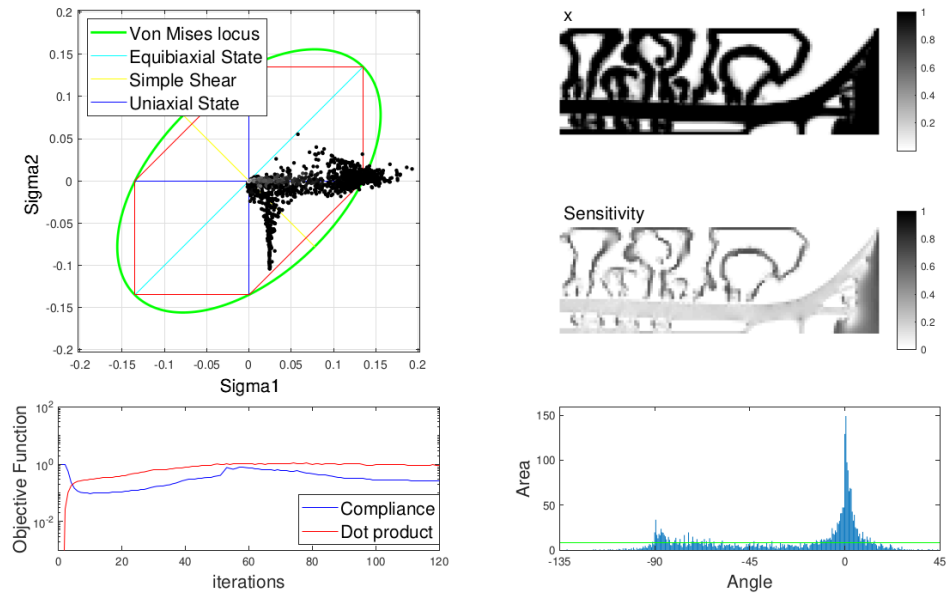 Von Mises locus
Equibiaxial State
Simple Shear
Uniaxial State
0.2
0.15
0.1
0.05
0
-0.05
-0.1
-0.15
-0.2
Sigma2
-0.2 -0.15 -0.1 -0.05 0 0.05 0.1 0.15 0.2
Sigma1
x
1
0.8
0.6
0.4
0.2
Sensitivity
1
0.8
0.6
0.4
0.2
0
10^2
10^0
10^-2
Objective Function
Compliance
Dot product
0 20 40 60 80 100 120
iterations
150
100
50
0
Area
-135 -90 -45 0 45
Angle